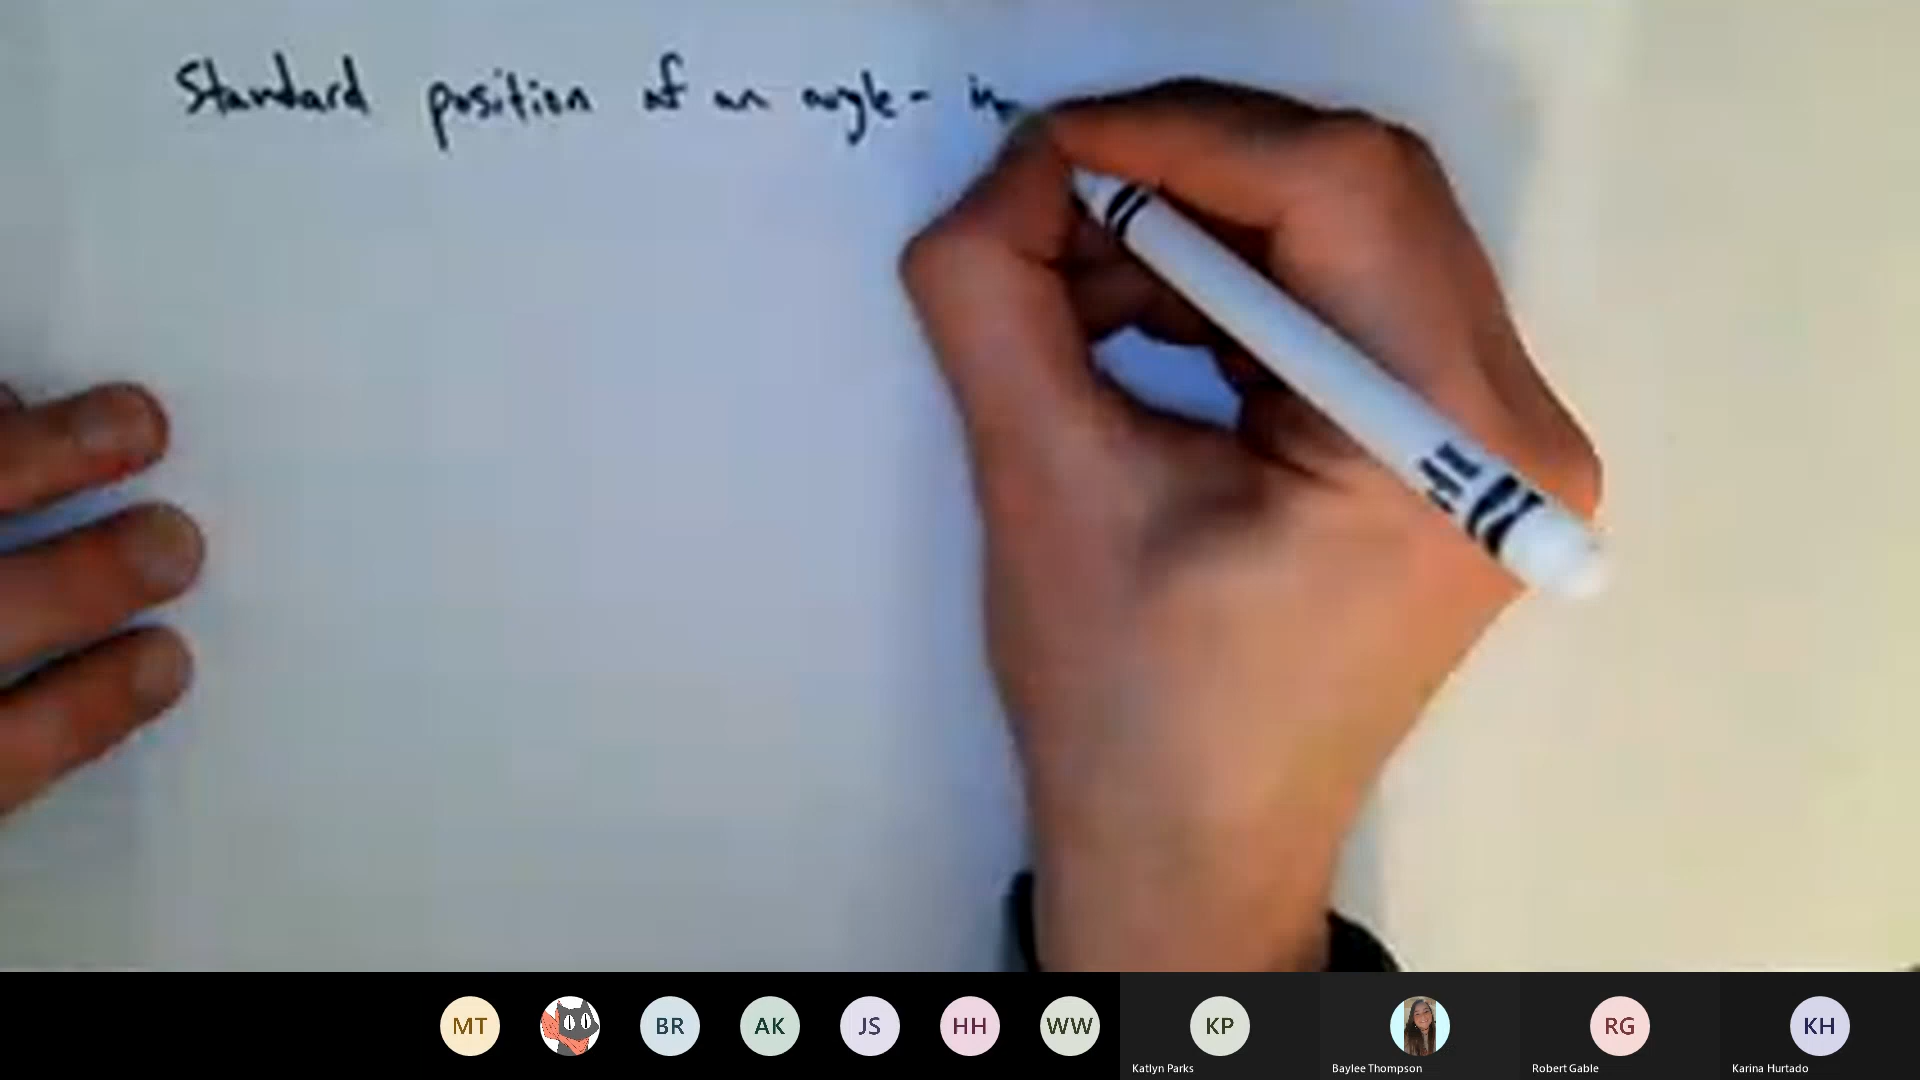 Standard position of an angle - in
MT BR AK JS HH WW KP RG KH
Katlyn Parks Baylee Thompson Robert Gable Karina Hurtado